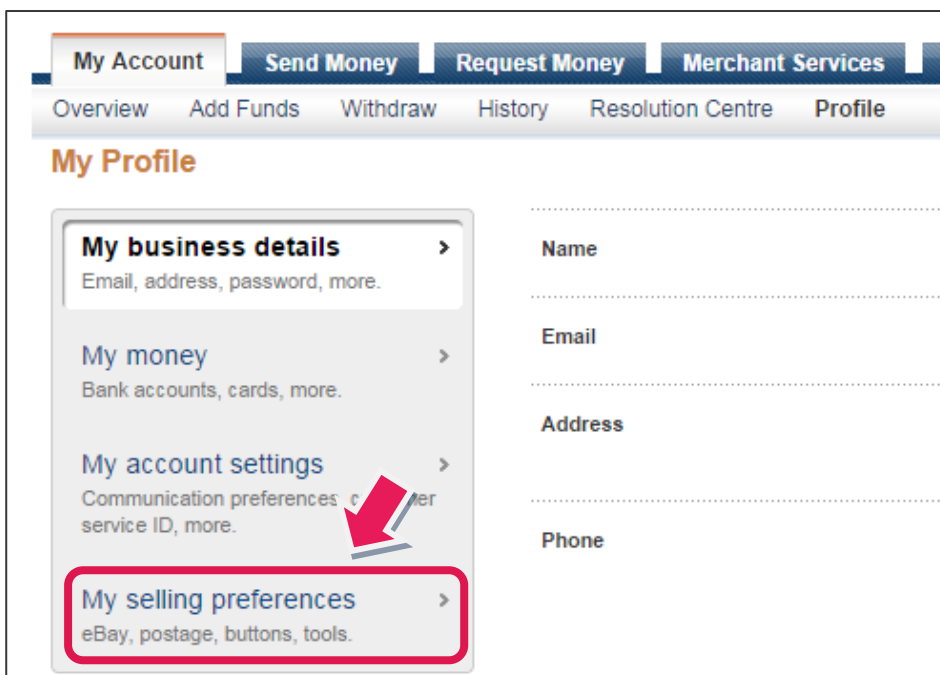 My Account Send Money Request Money Merchant Services
Overview Add Funds Withdraw History Resolution Centre Profile
My Profile
My business details
Email, address, password, more.
My money
Bank accounts, cards, more.
My account settings
Communication preferences,
service ID, more.
My selling preferences
eBay, postage, buttons, tools.
Name
Email
Address
Phone